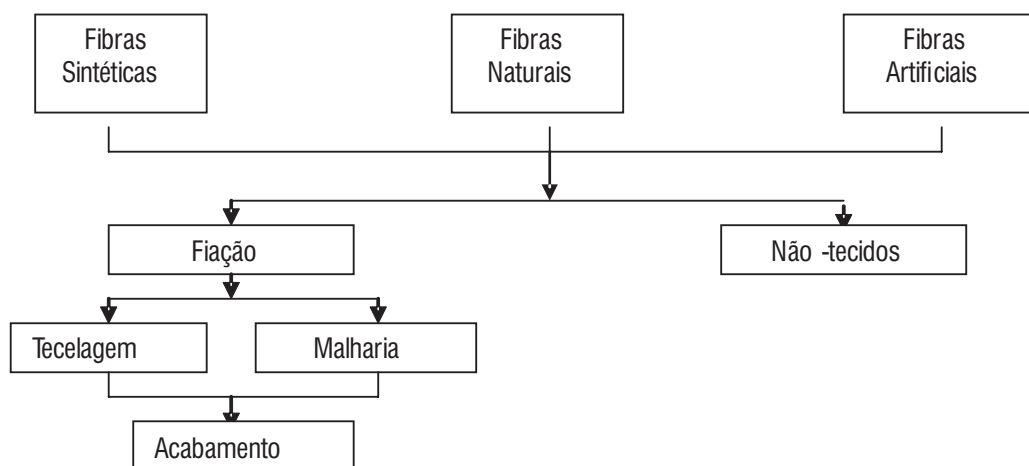 Fibras
Sintéticas
Fibras
Naturais
Fibras
Artificiais
Fiação
Não -tecidos
Tecelagem
Malharia
Acabamento